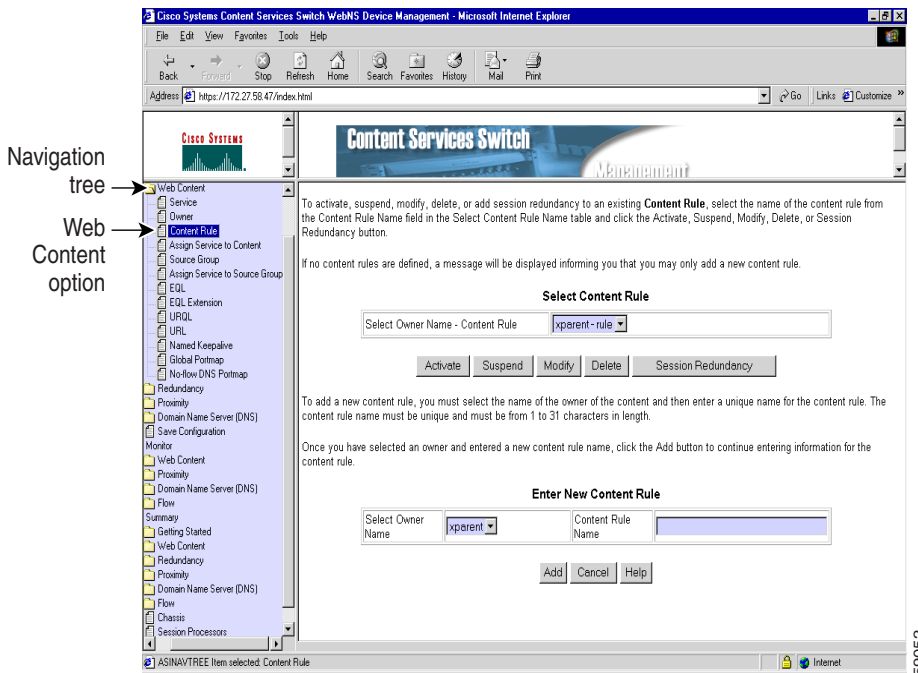 Cisco Systems Content Services Switch WebNS Device Management - Microsoft Internet Explorer
File Edit View Favorites Tools Help
Back Forward Stop Refresh Home Search Favorites History Mail Print
Address https://172.27.58.47/index.html Go Links Customize »
CISCO SYSTEMS
Content Services Switch
Management
Navigation
tree
Web
Content
option
Web Content
Service
Owner
Content Rule
Assign Service to Content
Source Group
Assign Service to Source Group
EQL
EQL Extension
URQL
URL
Named Keepalive
Global Portmap
No-flow DNS Portmap
Redundancy
Proximity
Domain Name Server (DNS)
Save Configuration
Monitor
Web Content
Proximity
Domain Name Server (DNS)
Flow
Summary
Getting Started
Web Content
Redundancy
Proximity
Domain Name Server (DNS)
Flow
Chassis
Session Processors
To activate, suspend, modify, delete, or add session redundancy to an existing Content Rule, select the name of the content rule from
the Content Rule Name field in the Select Content Rule Name table and click the Activate, Suspend, Modify, Delete, or Session
Redundancy button.
If no content rules are defined, a message will be displayed informing you that you may only add a new content rule.
Select Content Rule
Select Owner Name - Content Rule xparent-rule
Activate Suspend Modify Delete Session Redundancy
To add a new content rule, you must select the name of the owner of the content and then enter a unique name for the content rule. The
content rule name must be unique and must be from 1 to 31 characters in length.
Once you have selected an owner and entered a new content rule name, click the Add button to continue entering information for the
content rule.
Enter New Content Rule
Select Owner
Name
xparent
Content Rule
Name
Add Cancel Help
ASINAVTREE Item selected: Content Rule Internet